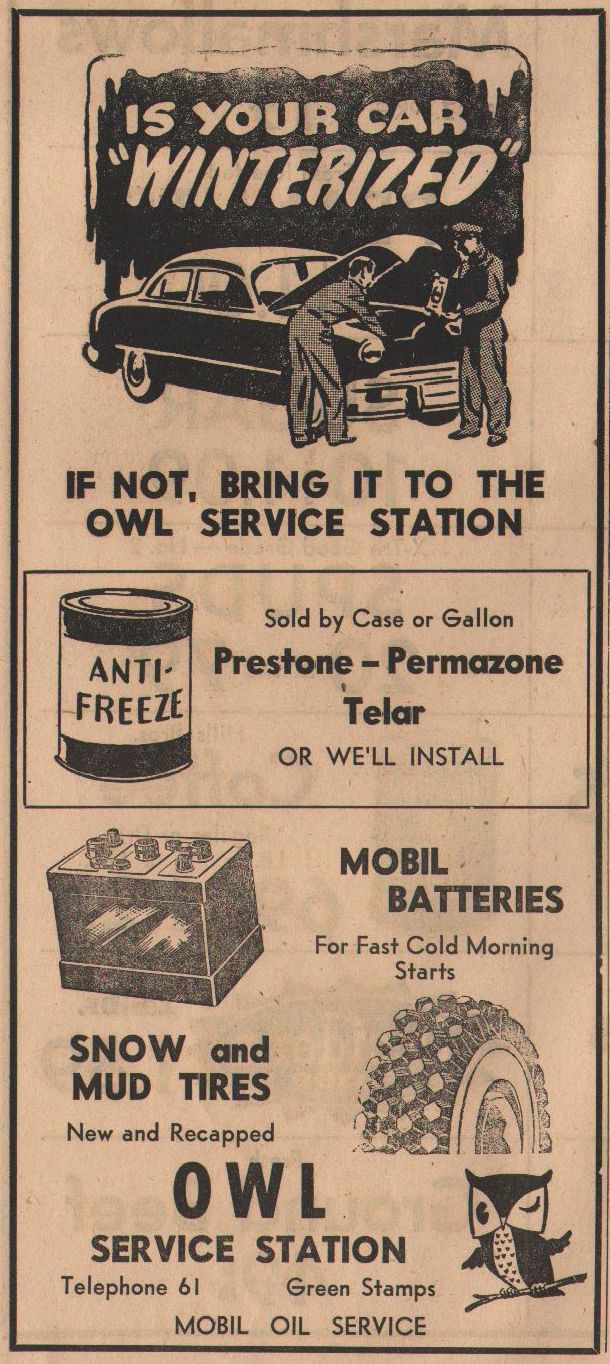 IS YOUR CAR
"WINTERIZED"
IF NOT, BRING IT TO THE
OWL SERVICE STATION
ANTI-
FREEZE
Sold by Case or Gallon
Prestone – Permazone
Telar
OR WE'LL INSTALL
MOBIL
BATTERIES
For Fast Cold Morning
Starts
SNOW and
MUD TIRES
New and Recapped
OWL
SERVICE STATION
Telephone 61 Green Stamps
MOBIL OIL SERVICE